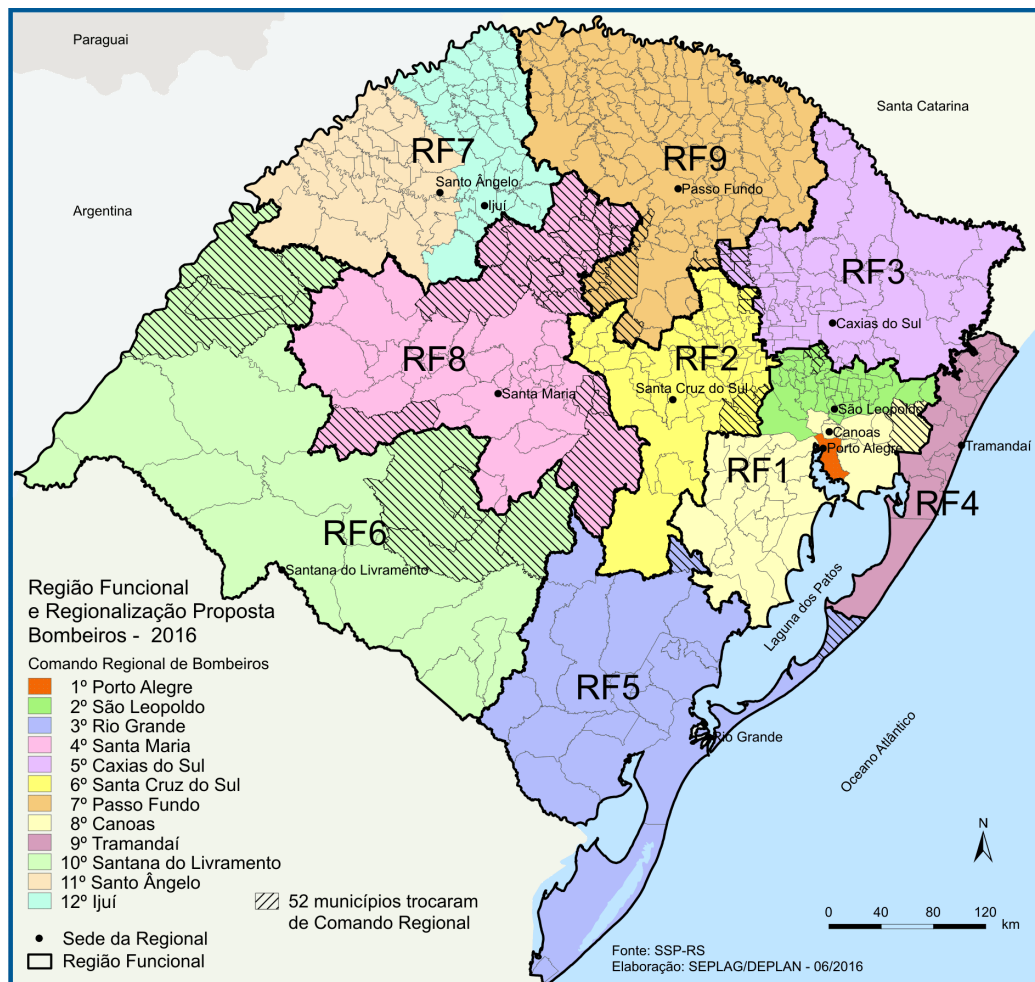 Paraguai
Santa Catarina
Argentina
RF7
RF9
Santo Ângelo
Passo Fundo
Ijuí
RF3
Caxias do Sul
RF8
RF2
Santa Cruz do Sul
Santa Maria
São Leopoldo
Canoas
Porto Alegre
Tramandaí
RF1
RF4
RF6
Santana do Livramento
Laguna dos Patos
RF5
Rio Grande
Oceano Atlântico
Região Funcional
e Regionalização Proposta
Bombeiros - 2016
Comando Regional de Bombeiros
1º Porto Alegre
2º São Leopoldo
3º Rio Grande
4º Santa Maria
5º Caxias do Sul
6º Santa Cruz do Sul
7º Passo Fundo
8º Canoas
9º Tramandaí
10º Santana do Livramento
11º Santo Ângelo
12º Ijuí
52 municípios trocaram
de Comando Regional
Sede da Regional
Região Funcional
N
0 40 80 120
km
Fonte: SSP-RS
Elaboração: SEPLAG/DEPLAN - 06/2016